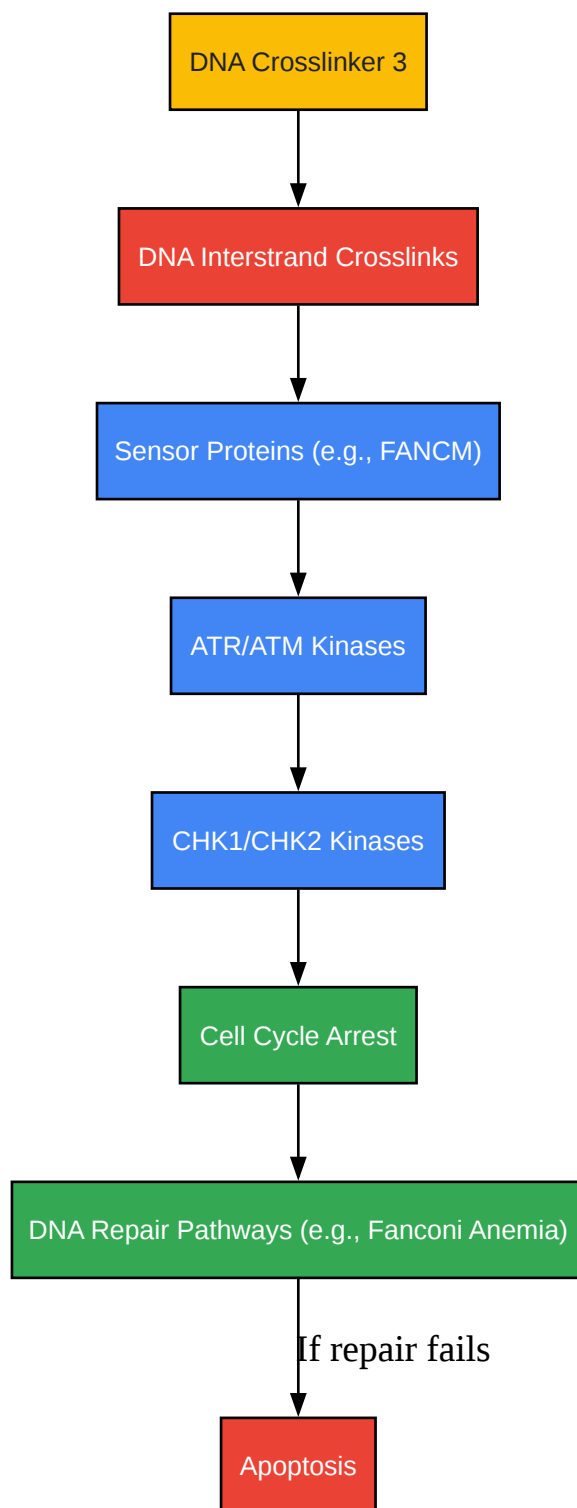 DNA Crosslinker 3
DNA Interstrand Crosslinks
Sensor Proteins (e.g., FANCM)
ATR/ATM Kinases
CHK1/CHK2 Kinases
Cell Cycle Arrest
DNA Repair Pathways (e.g., Fanconi Anemia)
If repair fails
Apoptosis